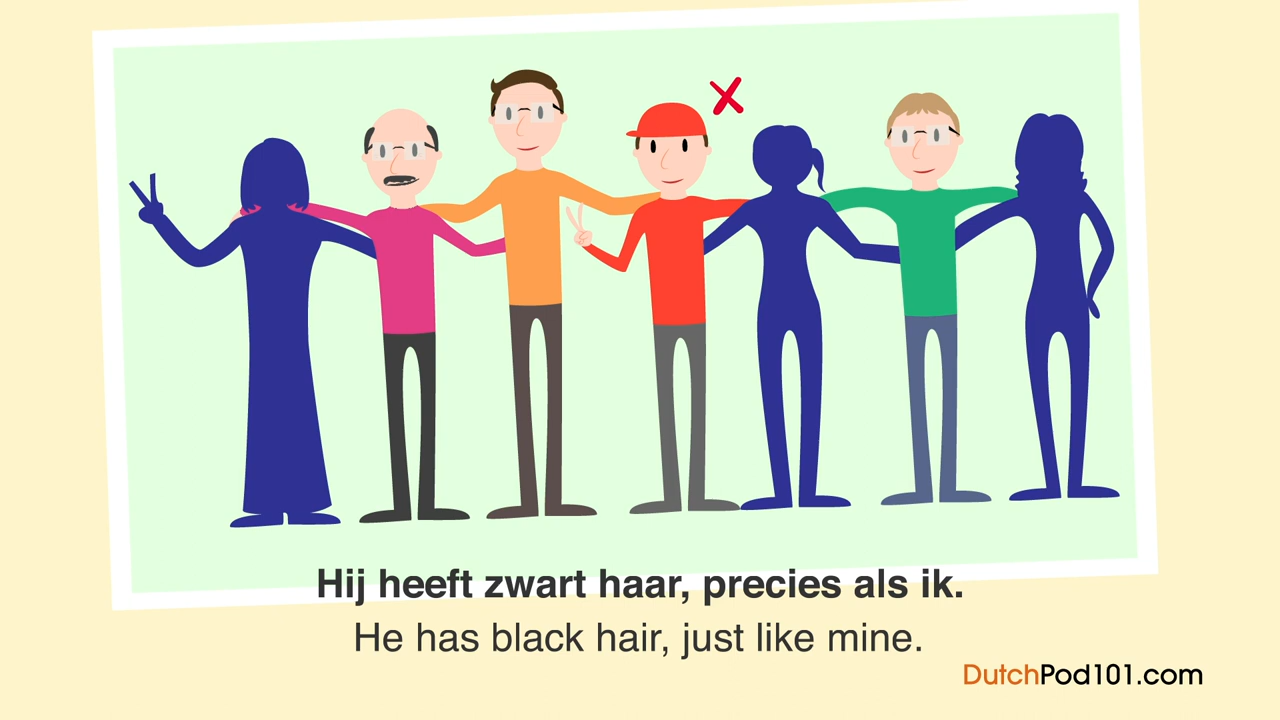 Hij heeft zwart haar, precies als ik.
He has black hair, just like mine.
DutchPod101.com